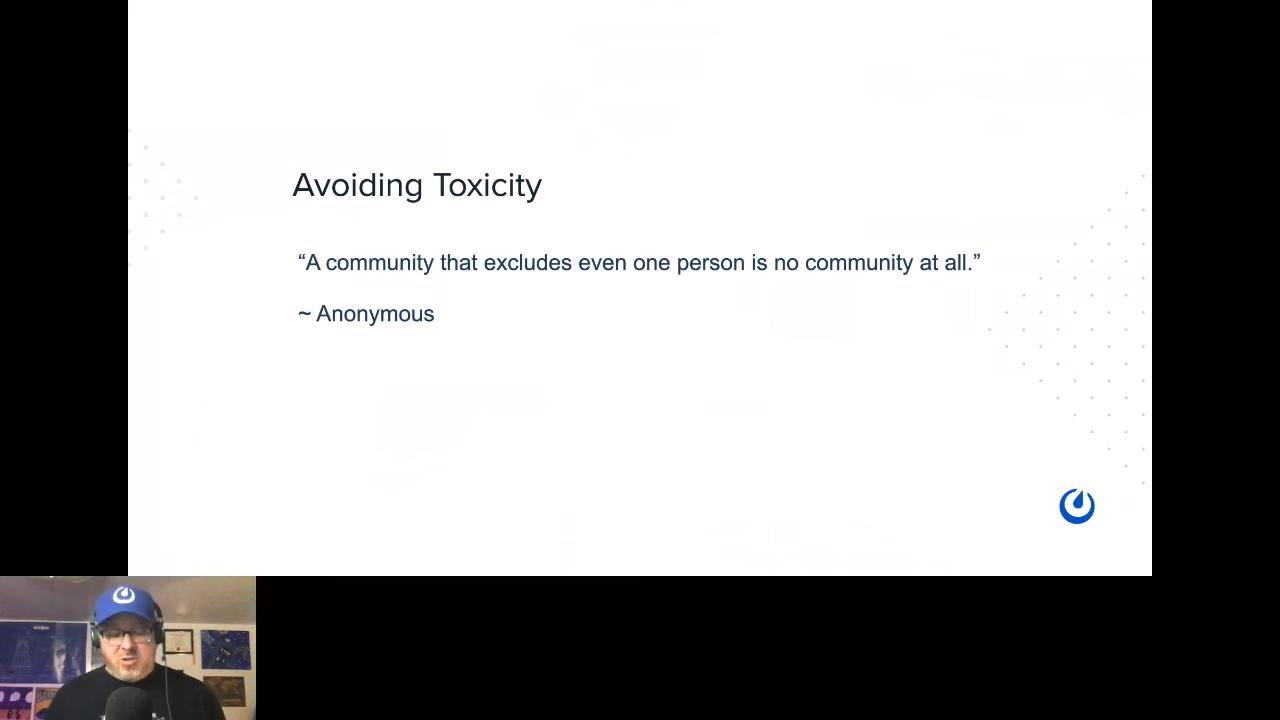 Avoiding Toxicity
“A community that excludes even one person is no community at all.”
~ Anonymous